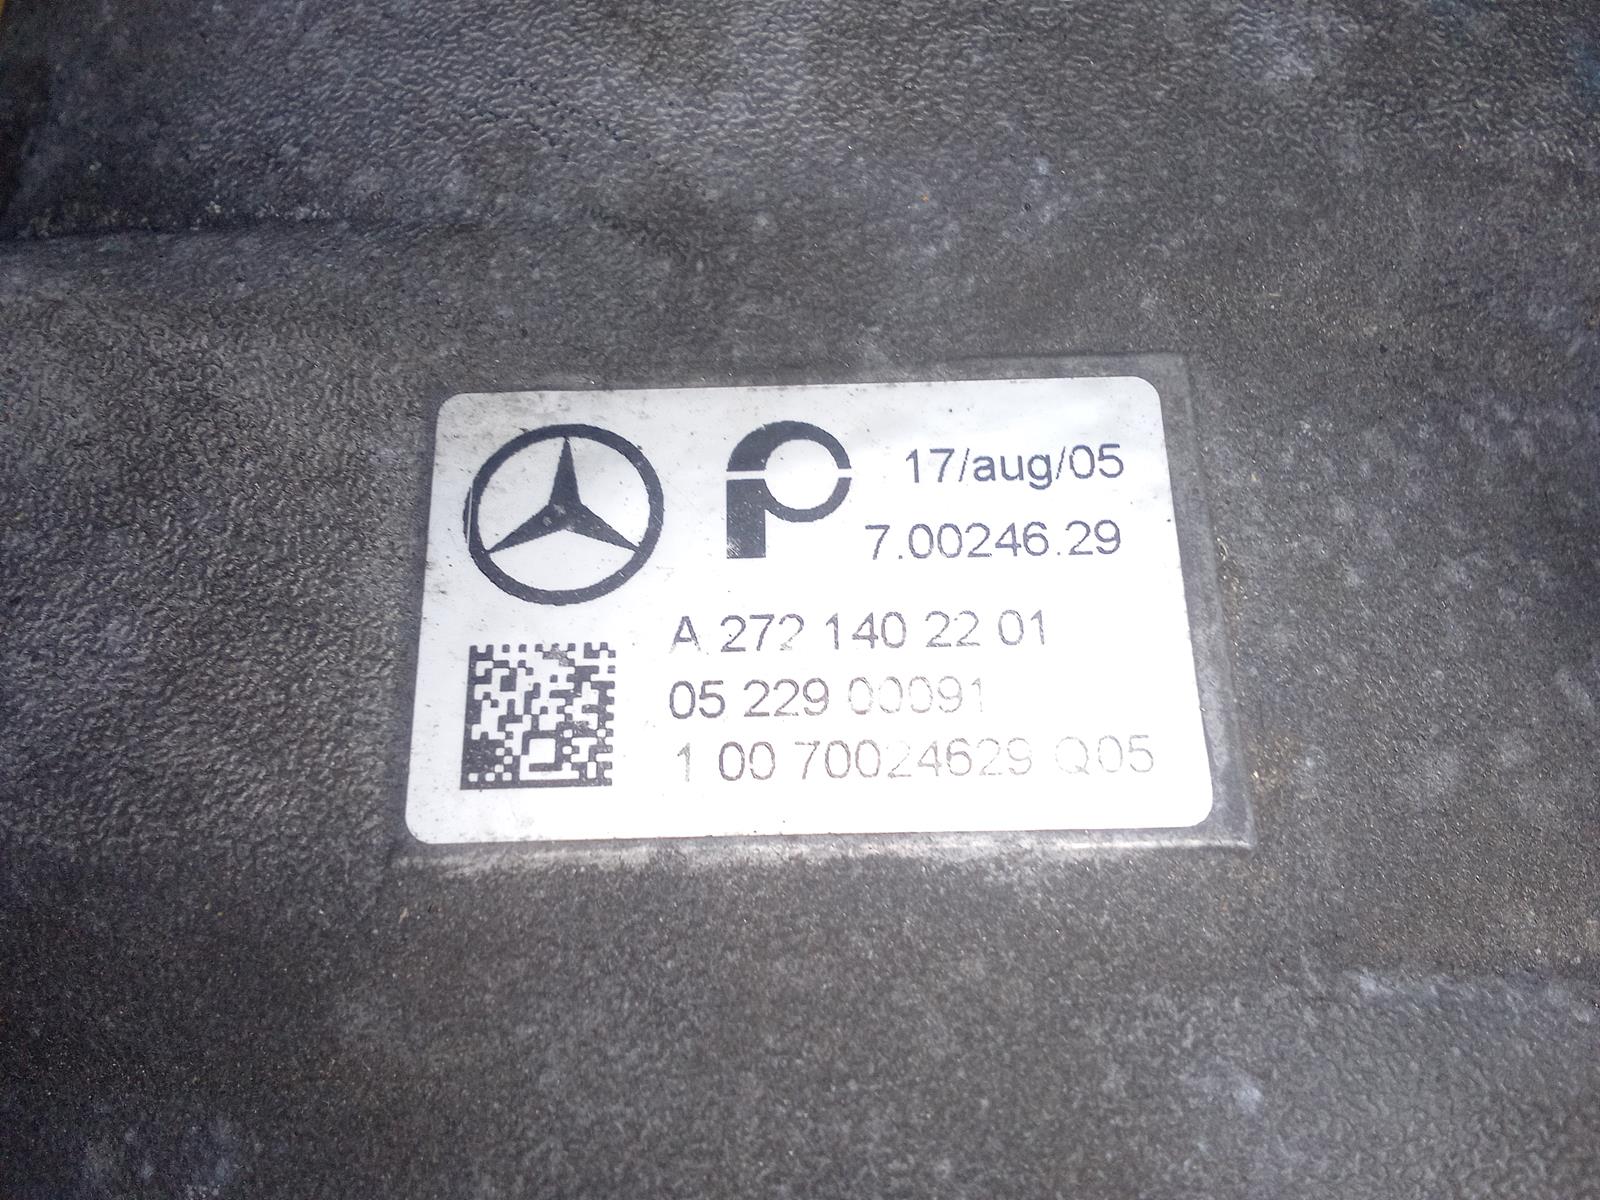 17/aug/05
7.00246.29
A 272 140 22 01
05 229 00091
1 00 70024629 Q05